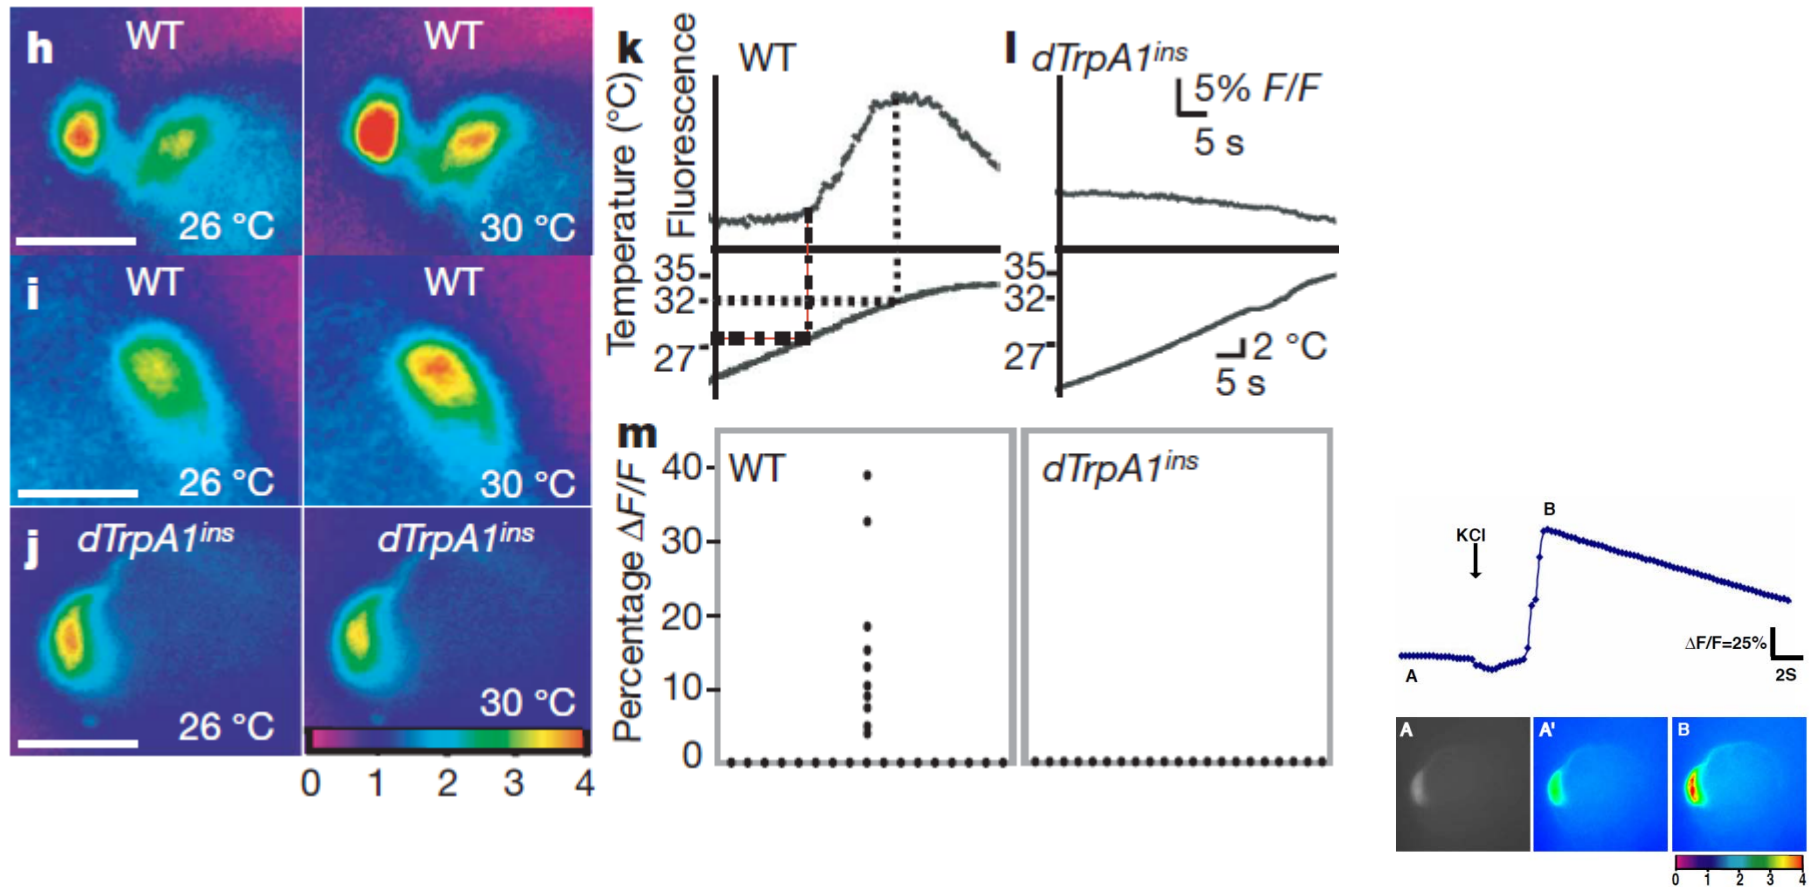 h
WT
26 °C
WT
30 °C
i
WT
26 °C
WT
30 °C
j
dTrpA1ins
26 °C
dTrpA1ins
30 °C
0 1 2 3 4
k
WT
Fluorescence
Temperature (°C)
35
32
27
l
dTrpA1ins
5% F/F
5 s
35
32
27
2 °C
5 s
m
Percentage ΔF/F
40
30
20
10
0
WT
dTrpA1ins
KCl
B
A
ΔF/F=25%
2S
A
A'
B
0 1 2 3 4